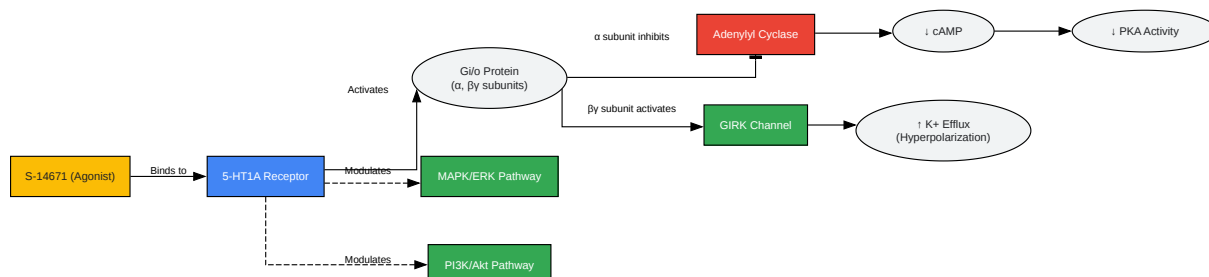 Adenylyl Cyclase
↓ cAMP
↓ PKA Activity
α subunit inhibits
Gi/o Protein
(α, βγ subunits)
Activates
βγ subunit activates
GIRK Channel
↑ K+ Efflux
(Hyperpolarization)
S-14671 (Agonist)
Binds to
5-HT1A Receptor
Modulates
MAPK/ERK Pathway
Modulates
PI3K/Akt Pathway